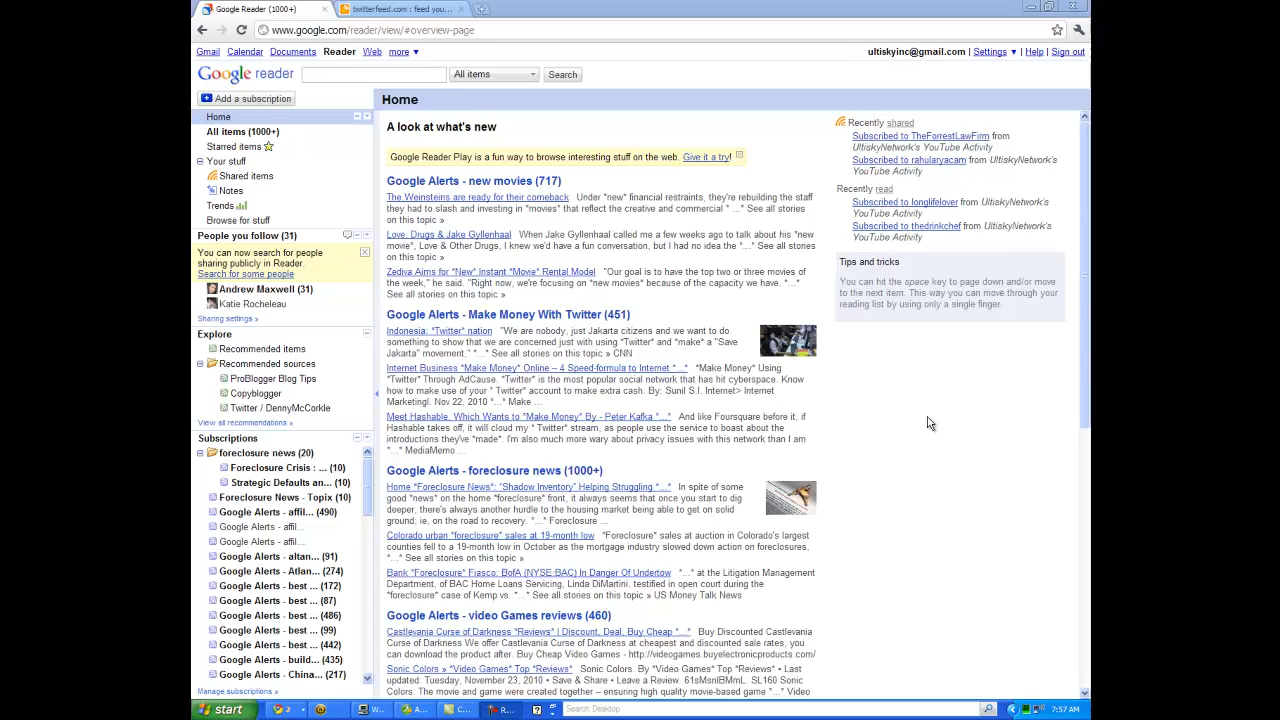 Google Reader (1000+)
twitterfeed.com : feed you...
www.google.com/reader/view/#overview-page
Gmail Calendar Documents Reader Web more ▼
ultiskyinc@gmail.com | Settings ▼ | Help | Sign out
Google reader
All items
Search
Add a subscription
Home
All items (1000+)
Starred items
Your stuff
Shared items
Notes
Trends
Browse for stuff
People you follow (31)
You can now search for people
sharing publicly in Reader.
Search for some people
Andrew Maxwell (31)
Katie Rocheleau
Sharing settings »
Explore
Recommended items
Recommended sources
ProBlogger Blog Tips
Copyblogger
Twitter / DennyMcCorkle
View all recommendations »
Subscriptions
foreclosure news (20)
Foreclosure Crisis : ... (10)
Strategic Defaults an... (10)
Foreclosure News - Topix (10)
Google Alerts - affil... (490)
Google Alerts - affil...
Google Alerts - affil...
Google Alerts - altan... (91)
Google Alerts - Atlan... (274)
Google Alerts - best ... (172)
Google Alerts - best ... (87)
Google Alerts - best ... (486)
Google Alerts - best ... (99)
Google Alerts - best ... (442)
Google Alerts - build... (435)
Google Alerts - China... (217)
Manage subscriptions »
Home
A look at what's new
Google Reader Play is a fun way to browse interesting stuff on the web. Give it a try!
Google Alerts - new movies (717)
The Weinsteins are ready for their comeback Under *new* financial restraints, they're rebuilding the staff
they had to slash and investing in *movies* that reflect the creative and commercial *...* See all stories
on this topic »
Love, Drugs & Jake Gyllenhaal When Jake Gyllenhaal called me a few weeks ago to talk about his *new
movie*, Love & Other Drugs, I knew we'd have a fun conversation, but I had no idea the *...* See all
stories on this topic »
Zediva Aims for *New* Instant *Movie* Rental Model "Our goal is to have the top two or three movies of
the week," he said. "Right now, we're focusing on *new movies* because of the capacity we have. *...*
See all stories on this topic »
Google Alerts - Make Money With Twitter (451)
Indonesia: *Twitter* nation "We are nobody, just Jakarta citizens and we want to do
something to show that we are concerned just with using *Twitter* and *make* a "Save
Jakarta" movement," *...* See all stories on this topic » CNN
Internet Business *Make Money* Online – 4 Speed-formula to Internet *...* *Make Money* Using
*Twitter* Through AdCause. *Twitter* is the most popular social network that has hit cyberspace. Know
how to make use of your * Twitter* account to make extra cash. By: Sunil S.I. Internet> Internet
Marketing‎l. Nov 22, 2010 *...* Make ...
Meet Hashable, Which Wants to *Make Money* By - Peter Kafka *...* And like Foursquare before it, if
Hashable takes off, it will cloud my * Twitter* stream, as people use the service to boast about the
introductions they've *made*. I'm also much more wary about privacy issues with this network than I am
*...* MediaMemo ...
Google Alerts - foreclosure news (1000+)
Home *Foreclosure News*: "Shadow Inventory" Helping Struggling *...* In spite of some
good *news* on the home *foreclosure* front, it always seems that once you start to dig
deeper, there's always another hurdle to the housing market being able to get on solid
ground; ie, on the road to recovery. *...* Foreclosure ...
Colorado urban *foreclosure* sales at 19-month low *Foreclosure* sales at auction in Colorado's largest
counties fell to a 19-month low in October as the mortgage industry slowed down action on foreclosures,
*...* See all stories on this topic »
Bank *Foreclosure* Fiasco: BofA (NYSE:BAC) In Danger Of Undertow *...* at the Litigation Management
Department, of BAC Home Loans Servicing, Linda DiMartini, testified in open court during the
*foreclosure* case of Kemp vs. *...* See all stories on this topic » US Money Talk News
Google Alerts - video Games reviews (460)
Castlevania Curse of Darkness *Reviews* | Discount, Deal, Buy Cheap *...* Buy Discounted Castlevania
Curse of Darkness We offer Castlevania Curse of Darkness at cheapest and discounted sale rates, you
can download the product after. Buy Cheap Video Games - http://videogames.buyelectronicproducts.com/
Sonic Colors » *Video Games* Top *Reviews* Sonic Colors. By *Video Games* Top *Reviews* • Last
updated: Tuesday, November 23, 2010 • Save & Share • Leave a Review. 61sMsnIBMmL. SL160 Sonic
Colors. The movie and game were created together – ensuring high quality movie-based game *...* Video
Recently shared
Subscribed to TheForrestLawFirm from
UltiskyNetwork's YouTube Activity
Subscribed to rahularyacam from UltiskyNetwork's
YouTube Activity
Recently read
Subscribed to longlifelover from UltiskyNetwork's
YouTube Activity
Subscribed to thedrinkchef from UltiskyNetwork's
YouTube Activity
Tips and tricks
You can hit the space key to page down and/or move
to the next item. This way you can move through your
reading list by using only a single finger.
start
2
W...
A...
C...
R...
Search Desktop
7:57 AM